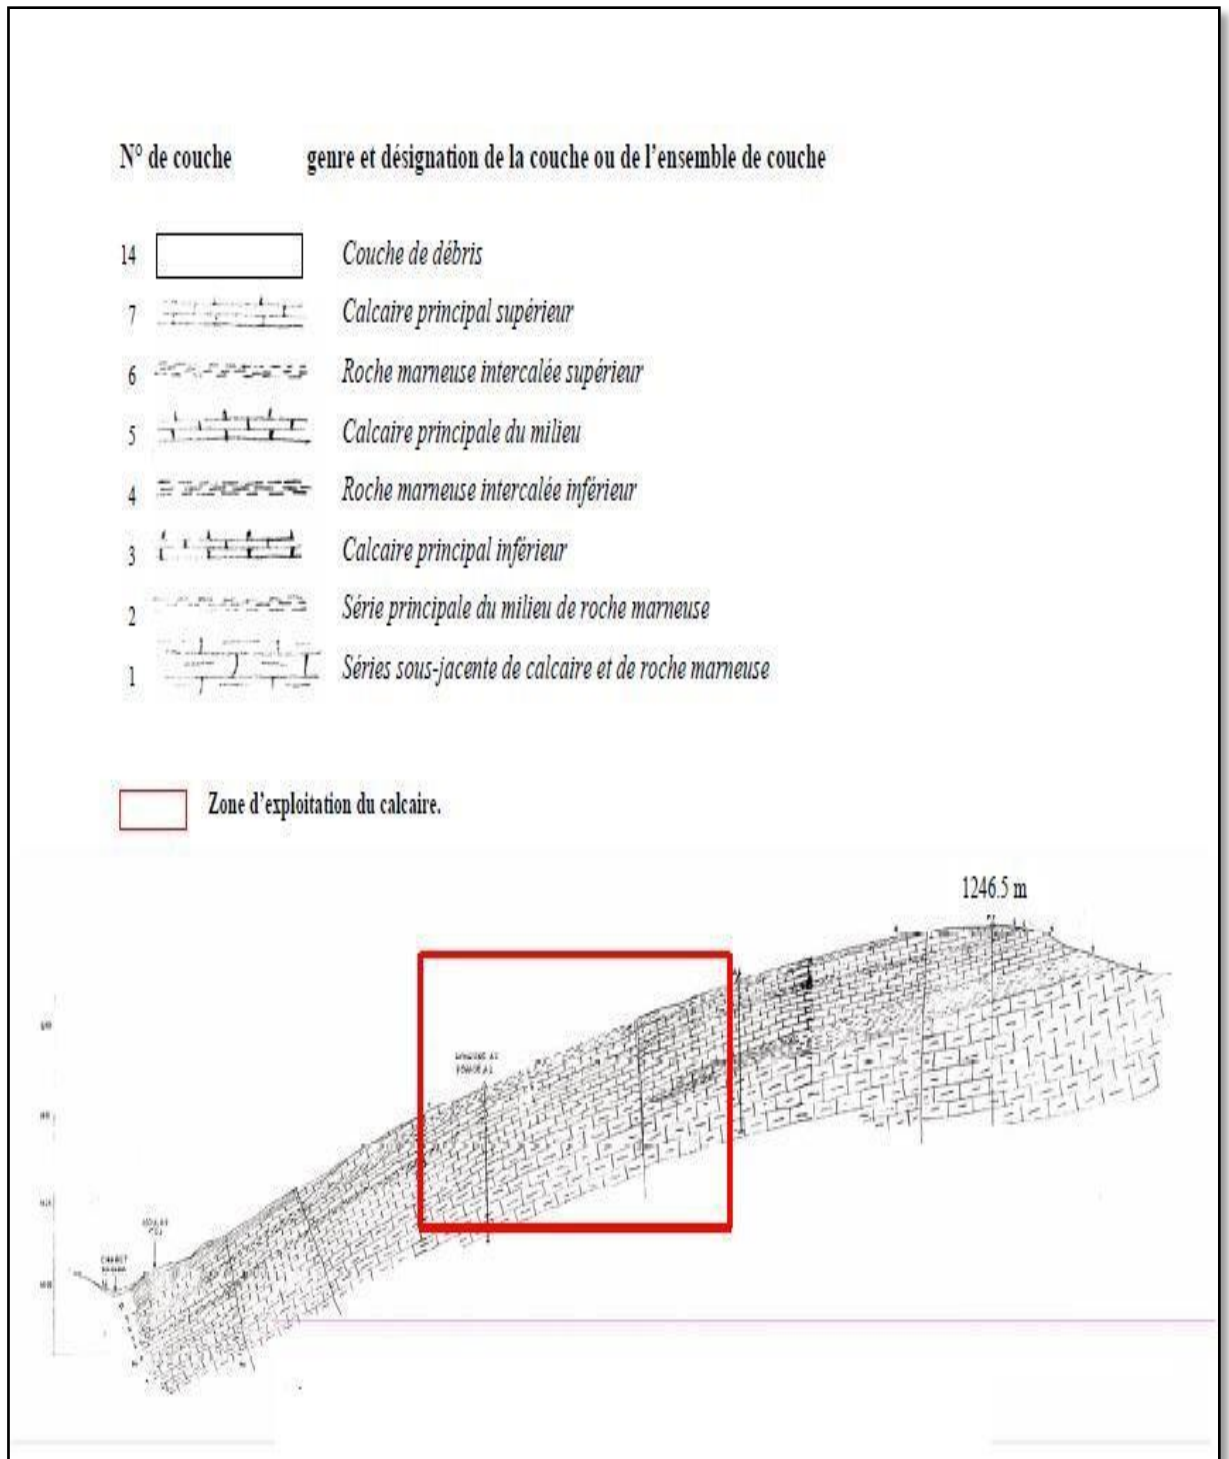 N° de couche genre et désignation de la couche ou de l'ensemble de couche
14 Couche de débris
7 Calcaire principal supérieur
6 Roche marneuse intercalée supérieur
5 Calcaire principale du milieu
4 Roche marneuse intercalée inférieur
3 Calcaire principal inférieur
2 Série principale du milieu de roche marneuse
1 Séries sous-jacente de calcaire et de roche marneuse
Zone d'exploitation du calcaire.
1246.5 m